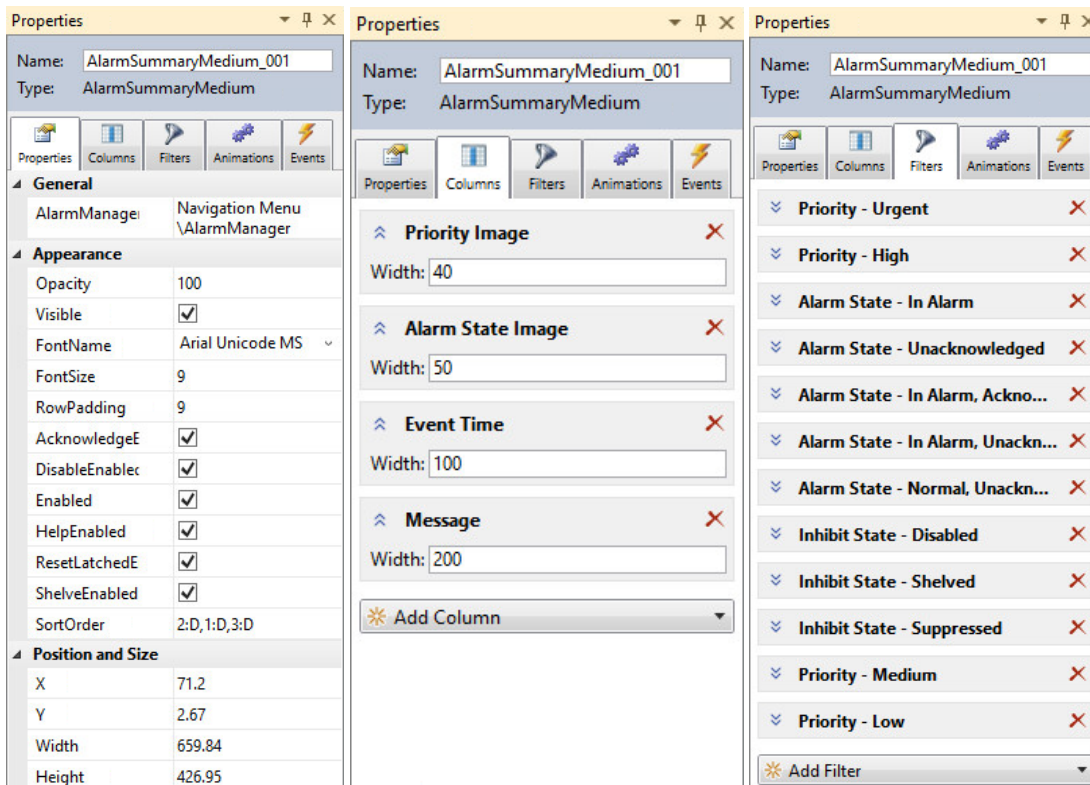 Properties
Name: AlarmSummaryMedium_001
Type: AlarmSummaryMedium
Properties Columns Filters Animations Events
General
AlarmManager Navigation Menu
\AlarmManager
Appearance
Opacity 100
Visible
FontName Arial Unicode MS
FontSize 9
RowPadding 9
AcknowledgeE
DisableEnabled
Enabled
HelpEnabled
ResetLatchedE
ShelveEnabled
SortOrder 2:D,1:D,3:D
Position and Size
X 71.2
Y 2.67
Width 659.84
Height 426.95
Properties
Name: AlarmSummaryMedium_001
Type: AlarmSummaryMedium
Properties Columns Filters Animations Events
Priority Image
Width: 40
Alarm State Image
Width: 50
Event Time
Width: 100
Message
Width: 200
Add Column
Properties
Name: AlarmSummaryMedium_001
Type: AlarmSummaryMedium
Properties Columns Filters Animations Events
Priority - Urgent
Priority - High
Alarm State - In Alarm
Alarm State - Unacknowledged
Alarm State - In Alarm, Ackno...
Alarm State - In Alarm, Unackn...
Alarm State - Normal, Unackn...
Inhibit State - Disabled
Inhibit State - Shelved
Inhibit State - Suppressed
Priority - Medium
Priority - Low
Add Filter